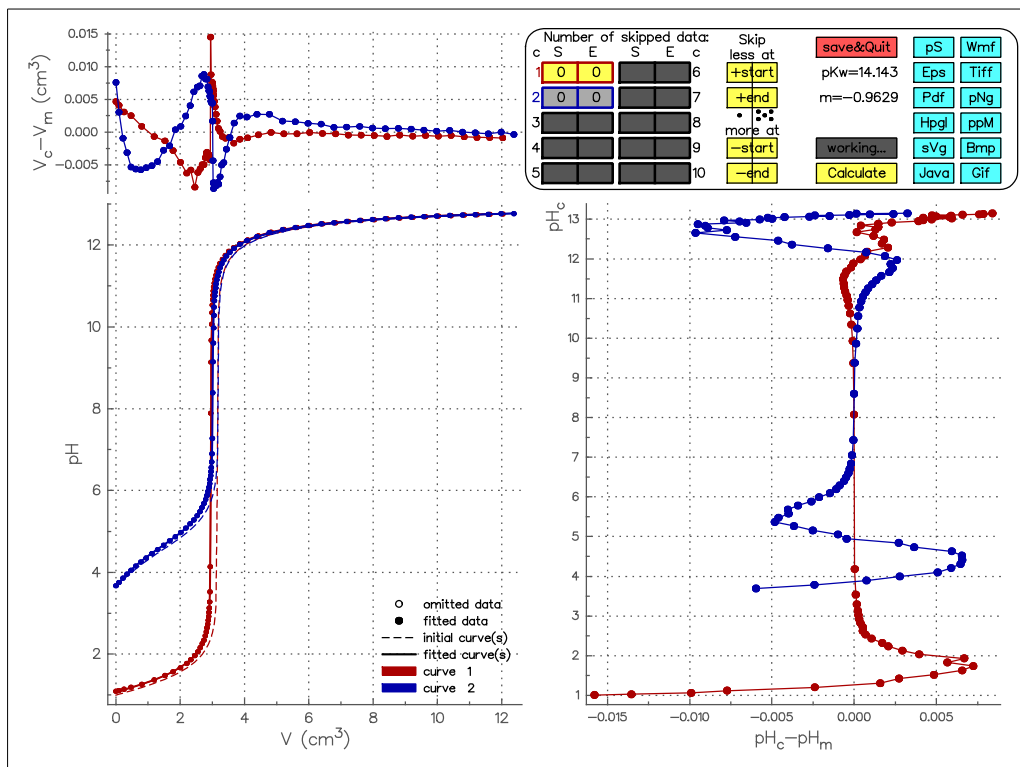 0.015
0.010
0.005
0.000
−0.005
Vc−Vm (cm3)
Number of skipped data:
c S E S E c
1 0 0 6
2 0 0 7
3 8
4 9
5 10
Skip
less at
+start
+end
more at
−start
−end
save&Quit
pKw=14.143
m=−0.9629
working...
Calculate
pS Wmf
Eps Tiff
Pdf pNg
Hpgl ppM
sVg Bmp
Java Gif
12
10
8
6
4
2
pH
0 2 4 6 8 10 12
V (cm3)
omitted data
fitted data
initial curve(s)
fitted curve(s)
curve 1
curve 2
pHc
13
12
11
10
9
8
7
6
5
4
3
2
1
−0.015 −0.010 −0.005 0.000 0.005
pHc−pHm